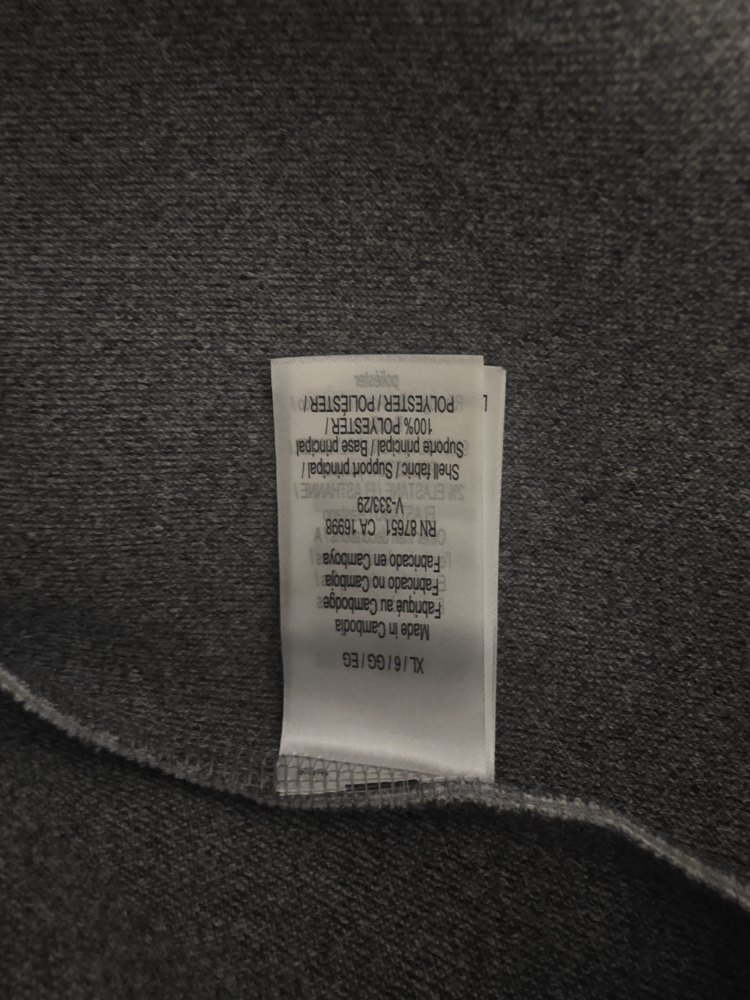 XL / 6 / GG / EG
Made in Cambodia
Fabriqué au Cambodge
Fabricado no Camboja
Fabricado en Camboya
RN 87651 CA 16998
V-333/29
Shell fabric / Support principal /
Suporte principal / Base principal
100% POLYESTER /
POLYESTER / POLIÉSTER /